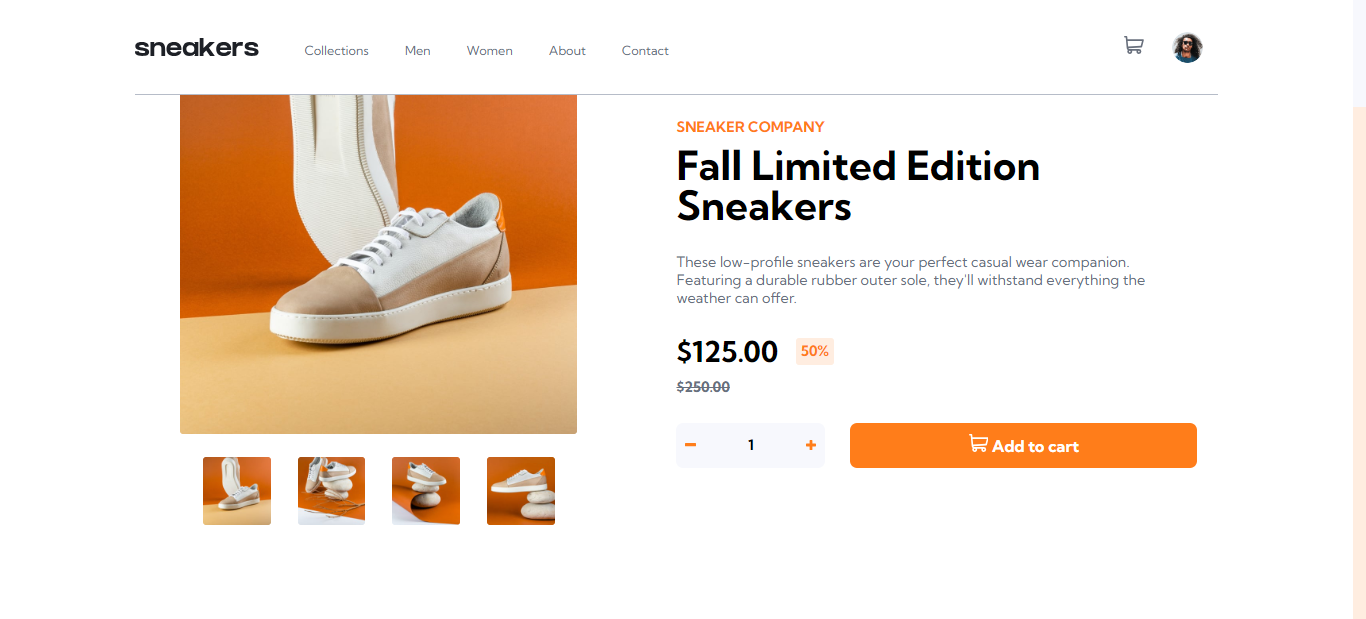 sneakers
Collections Men Women About Contact
SNEAKER COMPANY
Fall Limited Edition
Sneakers
These low-profile sneakers are your perfect casual wear companion.
Featuring a durable rubber outer sole, they'll withstand everything the
weather can offer.
$125.00 50%
$250.00
1 Add to cart